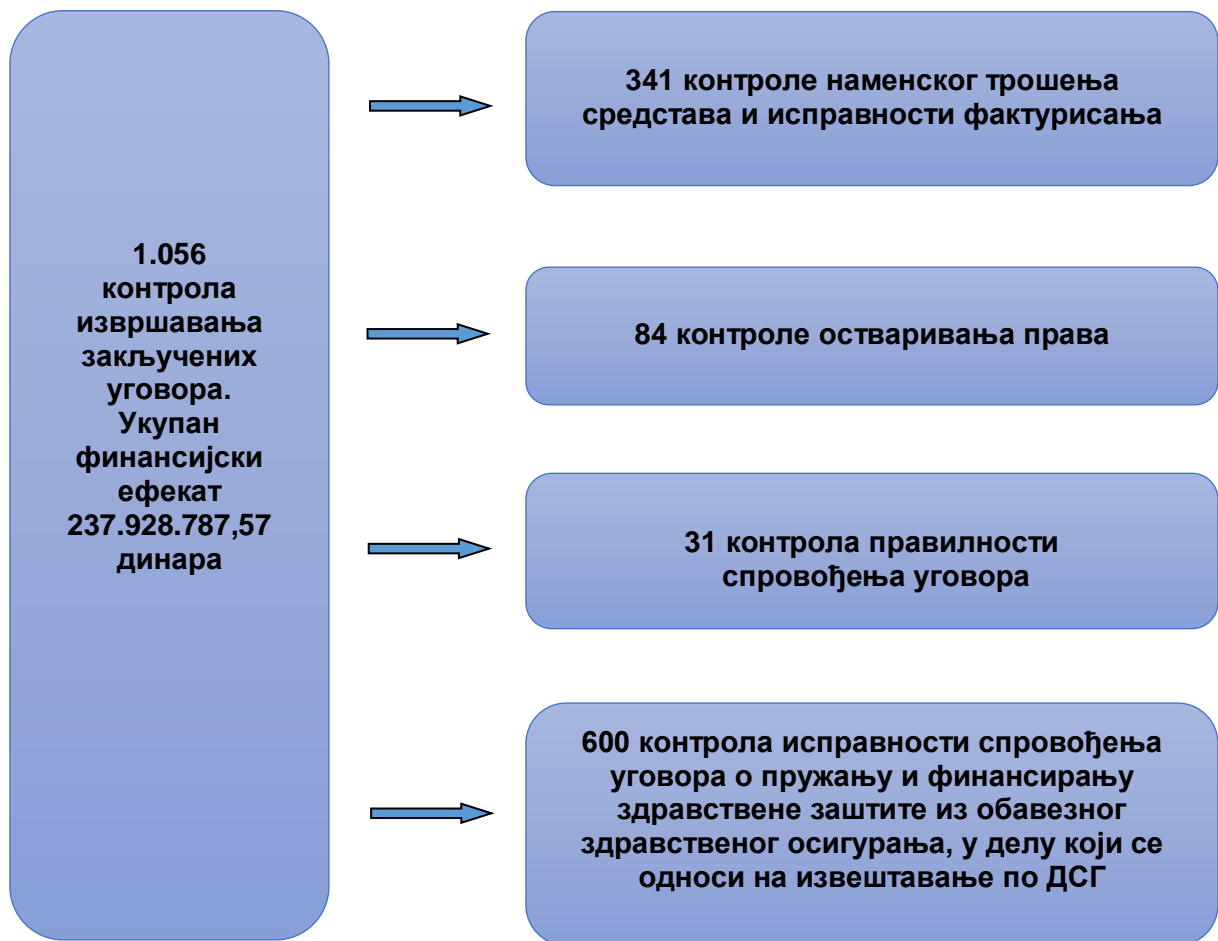 1.056
контрола
извршавања
закључених
уговора.
Укупан
финансијски
ефекат
237.928.787,57
динара
341 контроле наменског трошења
средстава и исправности фактурисања
84 контроле остваривања права
31 контрола правилности
спровођења уговора
600 контрола исправности спровођења
уговора о пружању и финансирању
здравствене заштите из обавезног
здравственог осигурања, у делу који се
односи на извештавање по ДСГ